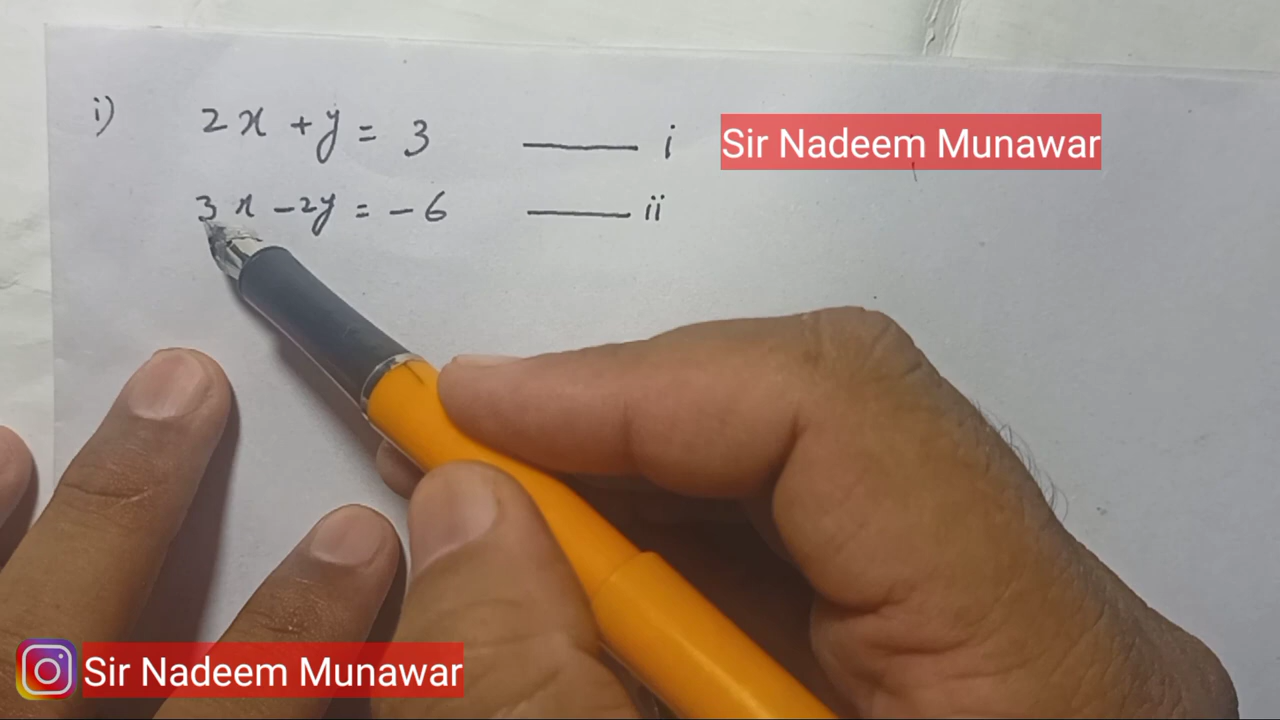 i) 2x + y = 3 ——— i
Sir Nadeem Munawar
3x - 2y = - 6 ——— ii
Sir Nadeem Munawar